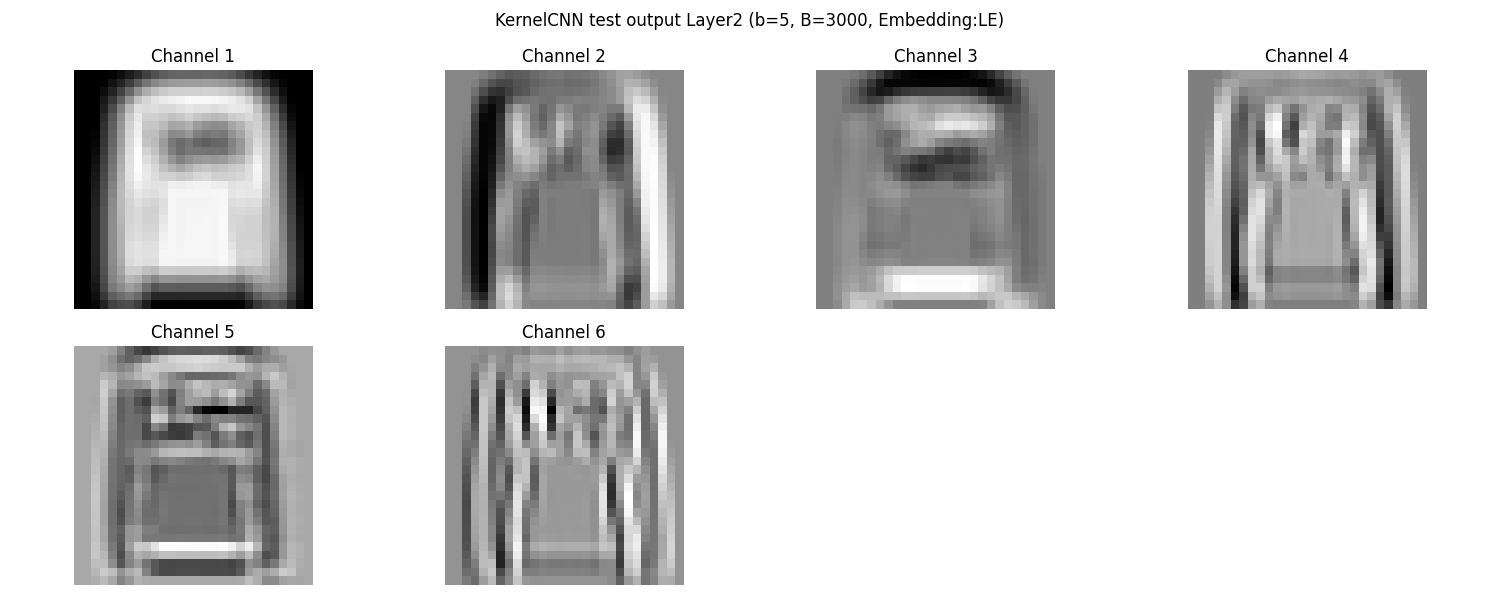 KernelCNN test output Layer2 (b=5, B=3000, Embedding:LE)
Channel 1
Channel 2
Channel 3
Channel 4
Channel 5
Channel 6